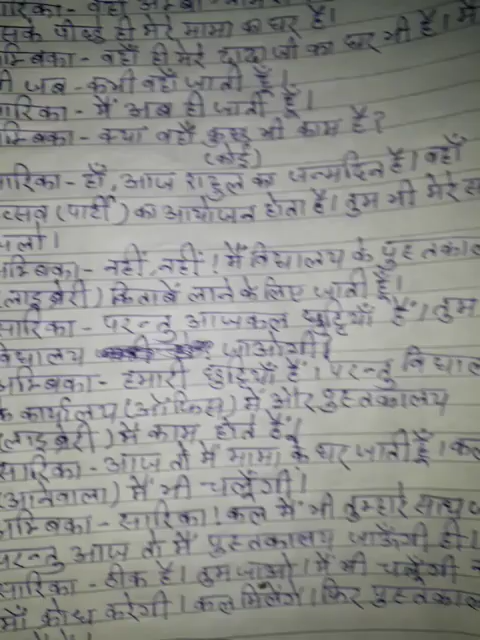 सारिका - वहाँ
उसके पीछे ही मेरे मामा का घर है।
अम्बिका - वहाँ ही मेरे दादा जी का घर भी है। मैं
भी जब - कभी वहाँ जाती हूँ।
सारिका - मैं अब ही जाती हूँ।
अम्बिका - क्या वहाँ कुछ भी काम है?
(कोई)
सारिका - हाँ, आज राहुल का जन्मदिन है। वहाँ
उत्सव (पार्टी) का आयोजन होता है। तुम भी मेरे
चलो।
अम्बिका - नहीं, नहीं! मैं विद्यालय के पुस्तकाल
(लाइब्रेरी) किताबें लाने के लिए जाती हूँ।
सारिका - परन्तु आजकल छुट्टियाँ हैं। तुम
विद्यालय जाओगी।
अम्बिका - हमारी छुट्टियाँ हैं। परन्तु विद्याल
के कार्यालय (ऑफिस) में और पुस्तकालय
(लाइब्रेरी) में काम होते हैं।
सारिका - आज तो मैं मामा के घर जाती हूँ। कल
(आनेवाला) मैं भी चलूँगी।
अम्बिका - सारिका! कल मैं भी तुम्हारे साथ
परन्तु आज तो मैं पुस्तकालय जाऊँगी ही।
सारिका - ठीक है। तुम जाओ। मैं भी चलूँगी
माँ क्रोध करेगी। कल मिलेंगे। फिर पुस्तकाल